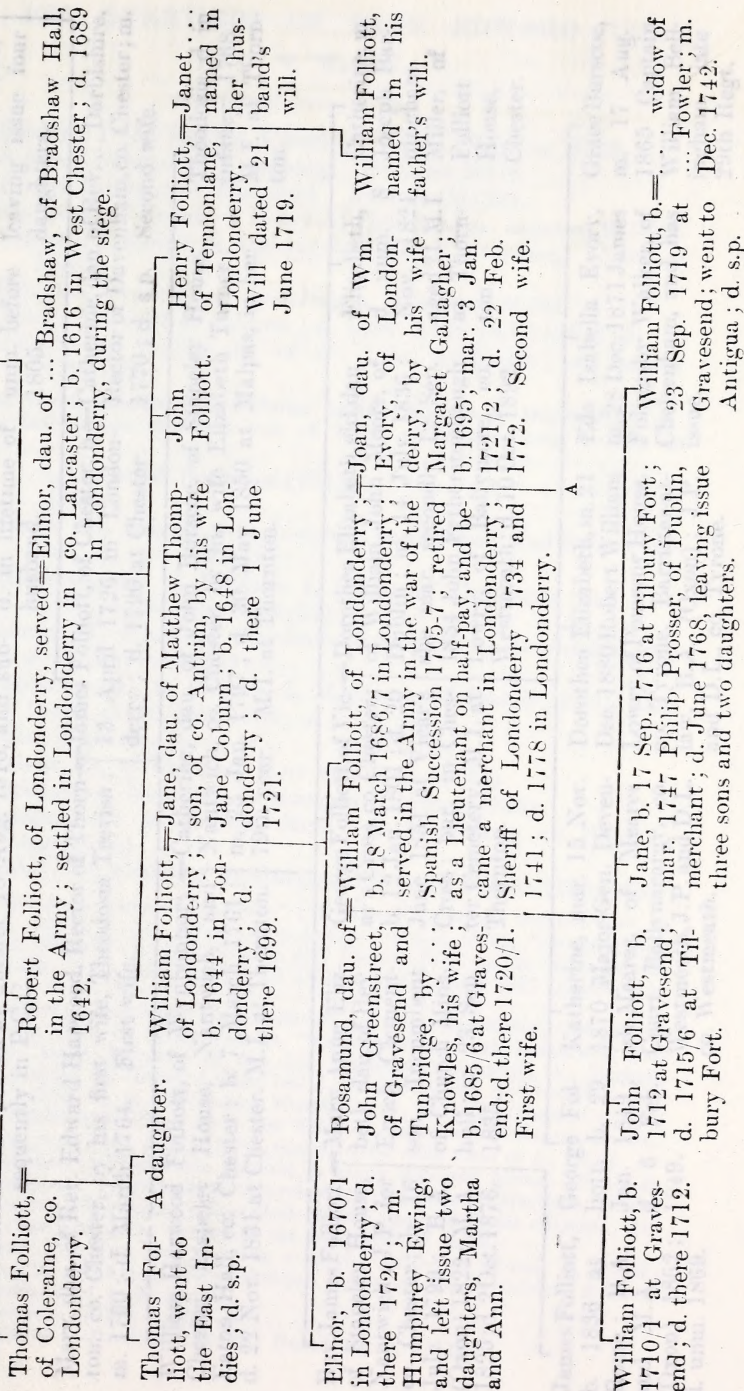 Thomas Folliott,=
of Coleraine, co.
Londonderry.
Robert Folliott, of Londonderry, served=Elinor, dau. of ... Bradshaw, of Bradshaw Hall,
in the Army; settled in Londonderry in co. Lancaster; b. 1616 in West Chester; d. 1689
1642. in Londonderry, during the siege.
Thomas Fol-
liott, went to
the East In-
dies; d. s.p.
A daughter.
William Folliott,=Jane, dau. of Matthew Thomp-
of Londonderry; son, of co. Antrim, by his wife
b. 1644 in Lon- Jane Coburn; b. 1648 in Lon-
donderry; d. donderry; d. there 1 June
there 1699. 1721.
John
Folliott.
Henry Folliott,=Janet ...
of Termonlane, named in
Londonderry. her hus-
Will dated 21 band's
June 1719. will.
Elinor, b. 1670/1
in Londonderry; d.
there 1720; m.
Humphrey Ewing,
and left issue two
daughters, Martha
and Ann.
Rosamund, dau. of=William Folliott, of Londonderry;=Joan, dau. of Wm.
John Greenstreet, b. 18 March 1686/7 in Londonderry; Evory, of London-
of Gravesend and served in the Army in the war of the derry, by his wife
Tunbridge, by ... Spanish Succession 1705-7; retired Margaret Gallagher;
Knowles, his wife; as a Lieutenant on half-pay, and be- b. 1695; mar. 3 Jan.
b. 1685/6 at Graves- came a merchant in Londonderry; 1721/2; d. 22 Feb.
end; d. there 1720/1. Sheriff of Londonderry 1734 and 1772. Second wife.
First wife. 1741; d. 1778 in Londonderry.
William Folliott,
named in his
father's will.
A
William Folliott, b.
1710/1 at Graves-
end; d. there 1712.
John Folliott, b.
1712 at Gravesend;
d. 1715/6 at Til-
bury Fort.
Jane, b. 17 Sep. 1716 at Tilbury Fort;
mar. 1747 Philip Prosser, of Dublin,
merchant; d. June 1768, leaving issue
three sons and two daughters.
William Folliott, b.= ... widow of
23 Sep. 1719 at ... Fowler; m.
Gravesend; went to Dec. 1742.
Antigua; d. s.p.